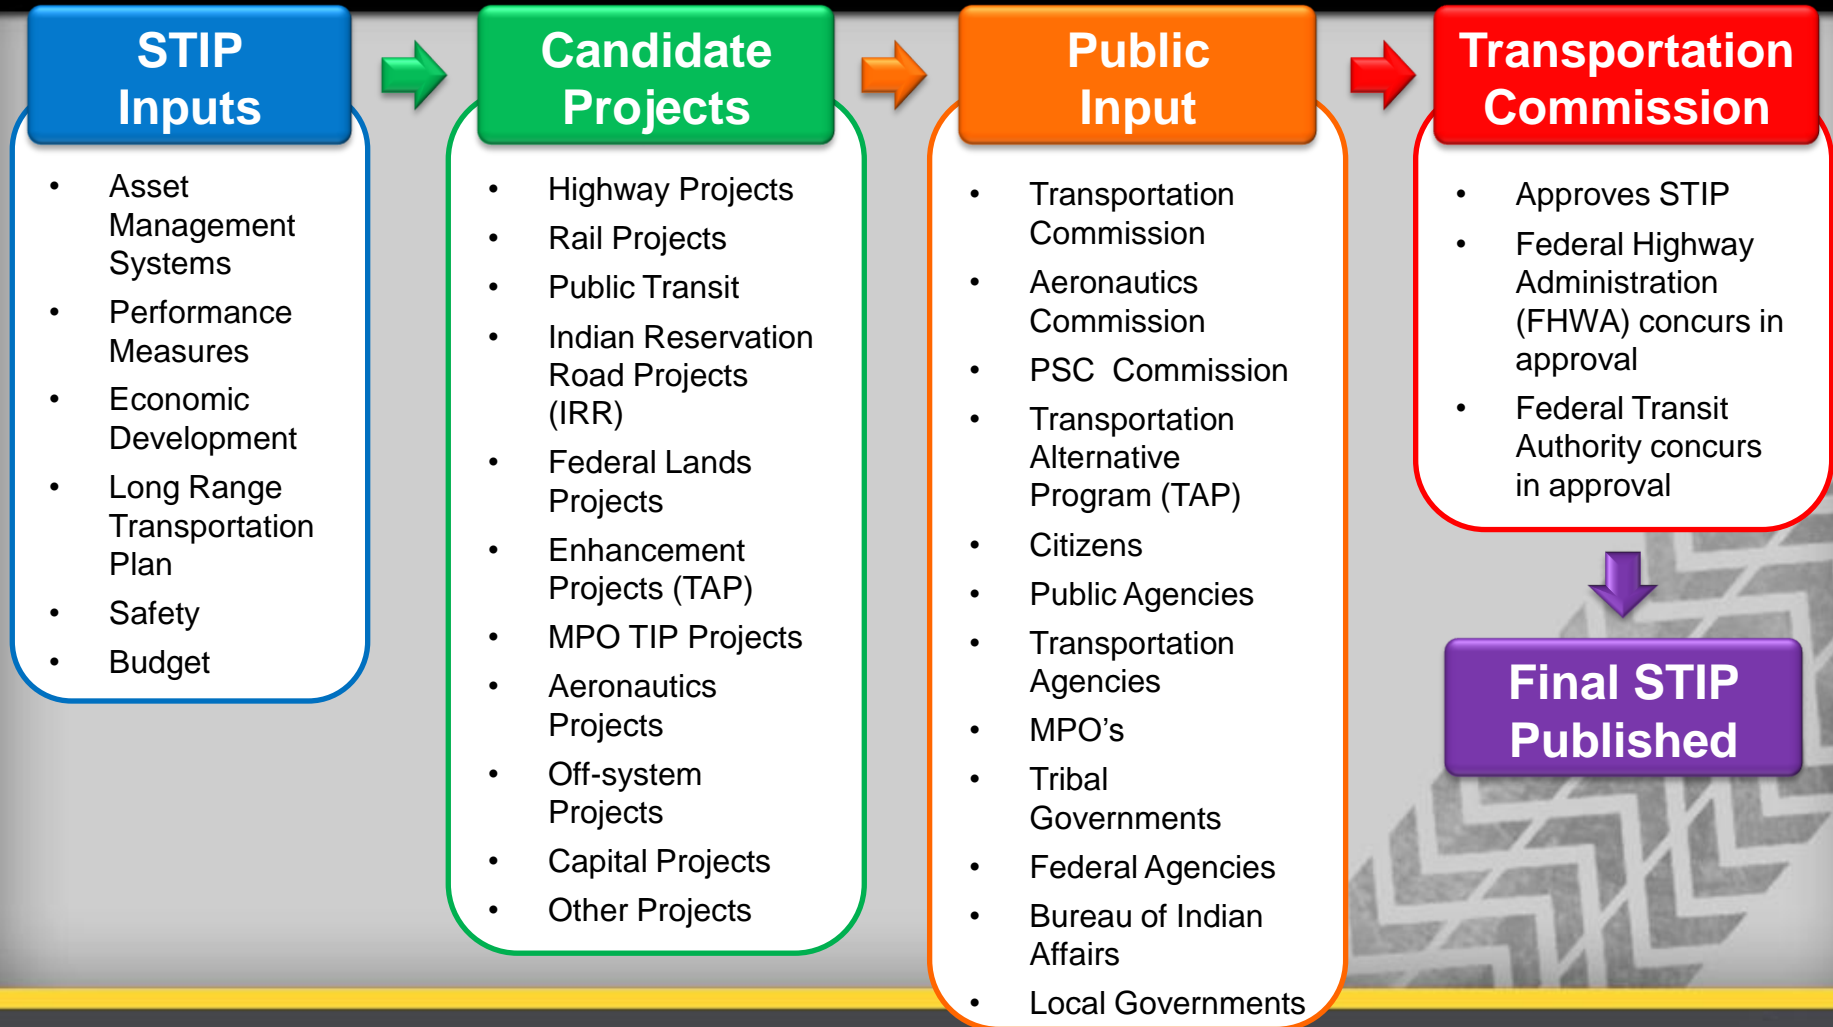 STIP
Inputs
• Asset
Management
Systems
• Performance
Measures
• Economic
Development
• Long Range
Transportation
Plan
• Safety
• Budget
Candidate
Projects
• Highway Projects
• Rail Projects
• Public Transit
• Indian Reservation
Road Projects
(IRR)
• Federal Lands
Projects
• Enhancement
Projects (TAP)
• MPO TIP Projects
• Aeronautics
Projects
• Off-system
Projects
• Capital Projects
• Other Projects
Public
Input
• Transportation
Commission
• Aeronautics
Commission
• PSC Commission
• Transportation
Alternative
Program (TAP)
• Citizens
• Public Agencies
• Transportation
Agencies
• MPO’s
• Tribal
Governments
• Federal Agencies
• Bureau of Indian
Affairs
• Local Governments
Transportation
Commission
• Approves STIP
• Federal Highway
Administration
(FHWA) concurs in
approval
• Federal Transit
Authority concurs
in approval
Final STIP
Published